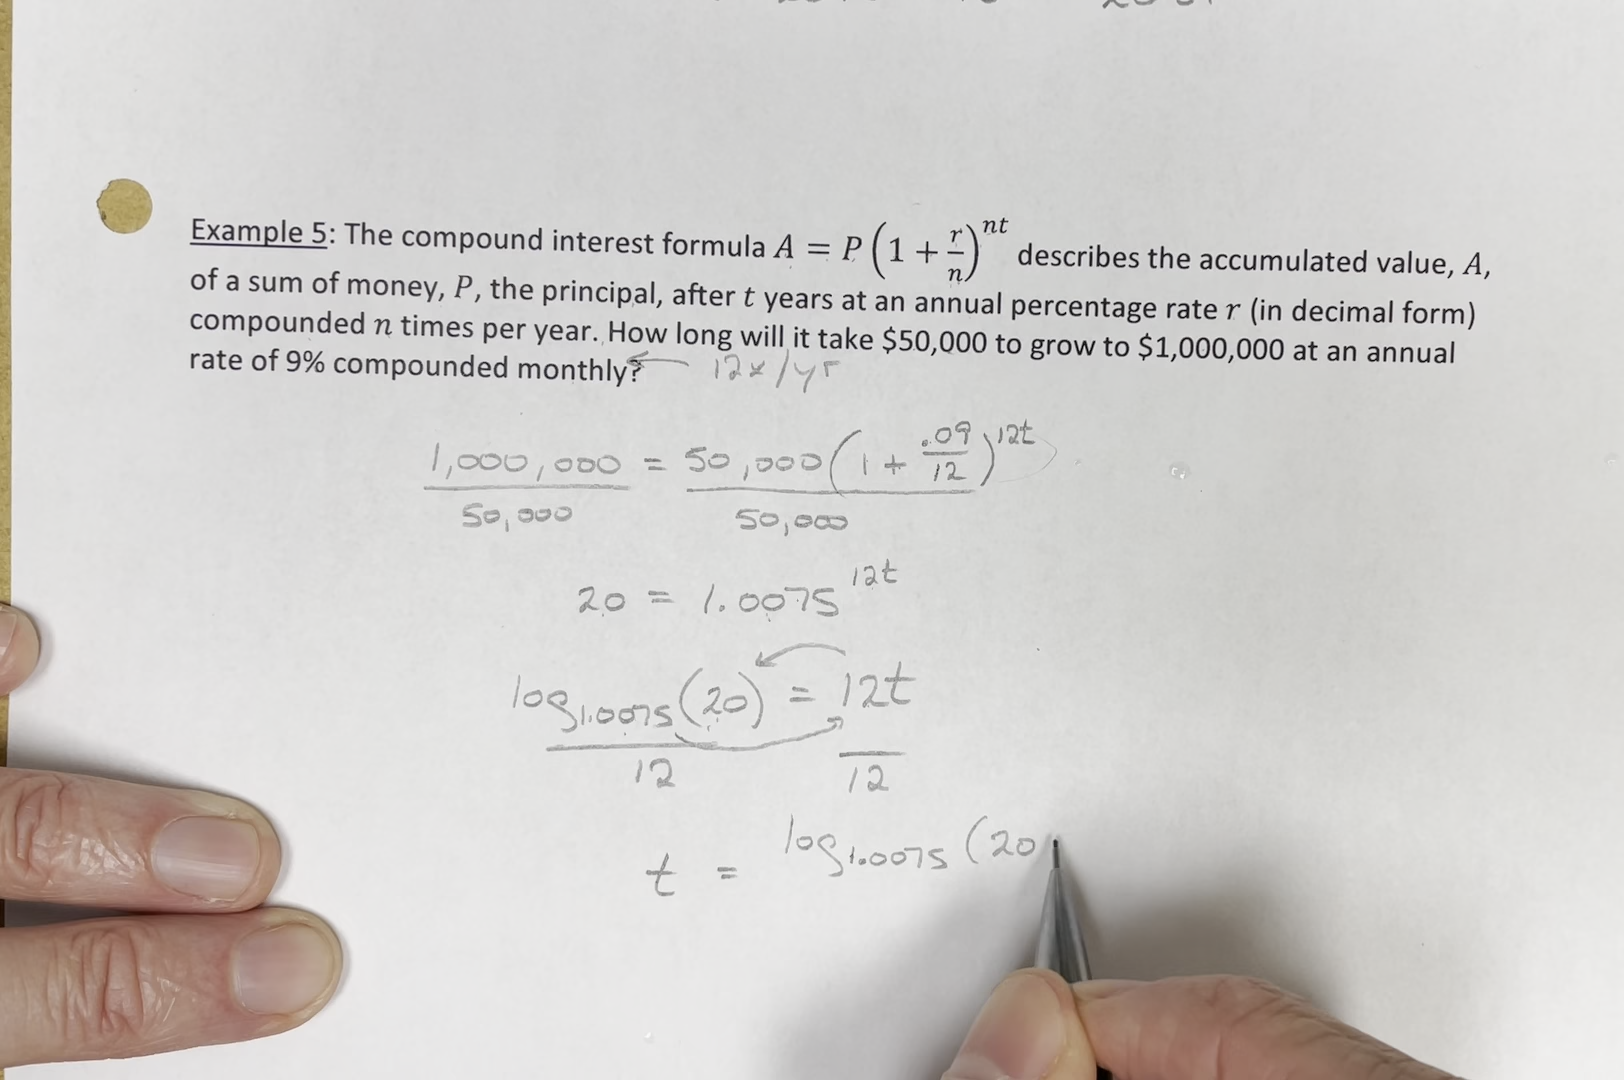 Example 5: The compound interest formula A = P(1 + r/n)^nt describes the accumulated value, A,
of a sum of money, P, the principal, after t years at an annual percentage rate r (in decimal form)
compounded n times per year. How long will it take $50,000 to grow to $1,000,000 at an annual
rate of 9% compounded monthly? ← 12x/yr
1,000,000/50,000 = 50,000(1 + .09/12)^12t/50,000
20 = 1.0075^12t
log_1.0075(20)/12 = 12t/12
t = log_1.0075(20